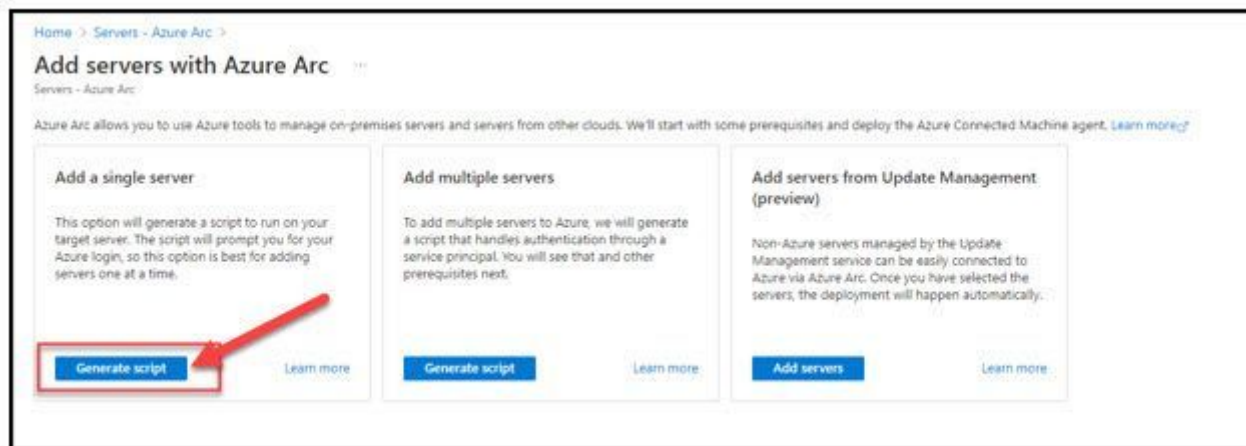 Home > Servers - Azure Arc >
Add servers with Azure Arc ...
Servers - Azure Arc
Azure Arc allows you to use Azure tools to manage on-premises servers and servers from other clouds. We'll start with some prerequisites and deploy the Azure Connected Machine agent. Learn more
Add a single server
This option will generate a script to run on your
target server. The script will prompt you for your
Azure login, so this option is best for adding
servers one at a time.
Generate script
Learn more
Add multiple servers
To add multiple servers to Azure, we will generate
a script that handles authentication through a
service principal. You will see that and other
prerequisites next.
Generate script
Learn more
Add servers from Update Management
(preview)
Non-Azure servers managed by the Update
Management service can be easily connected to
Azure via Azure Arc. Once you have selected the
servers, the deployment will happen automatically.
Add servers
Learn more